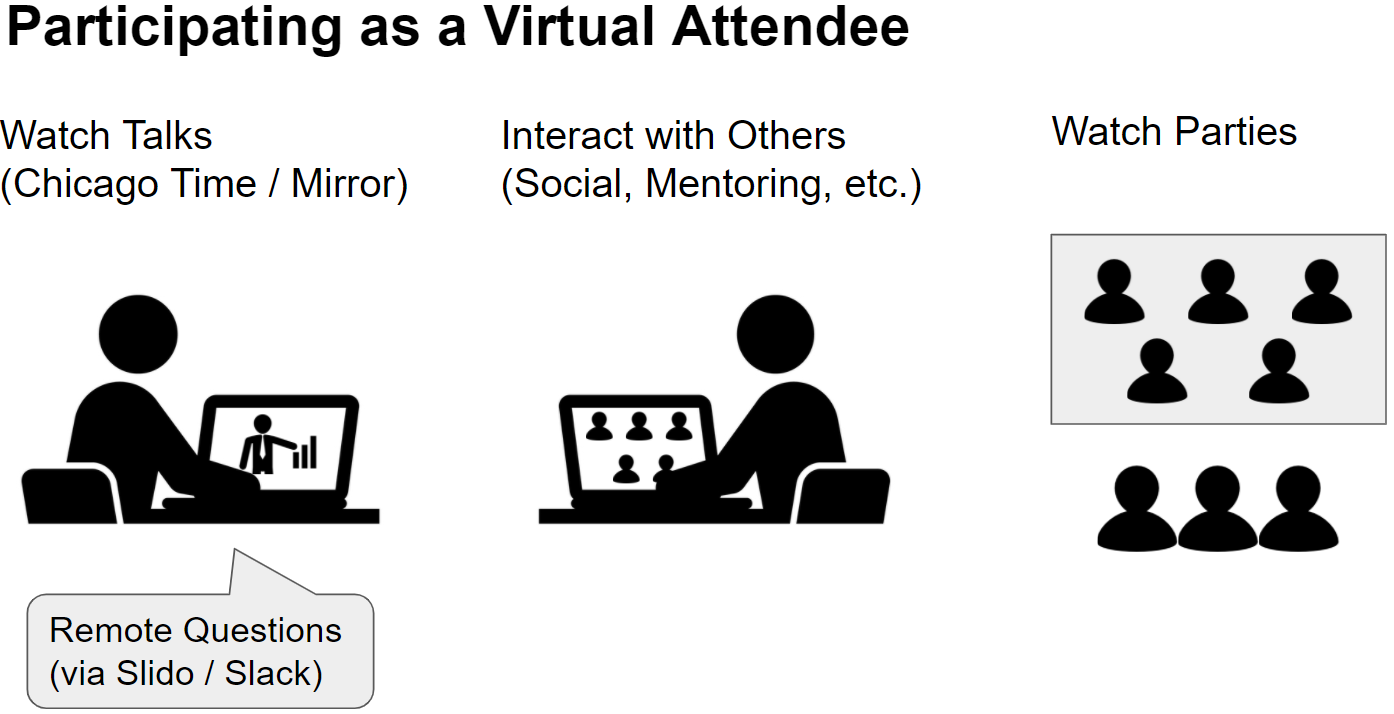 Participating as a Virtual Attendee
Watch Talks
(Chicago Time / Mirror)
Interact with Others
(Social, Mentoring, etc.)
Watch Parties
Remote Questions
(via Slido / Slack)